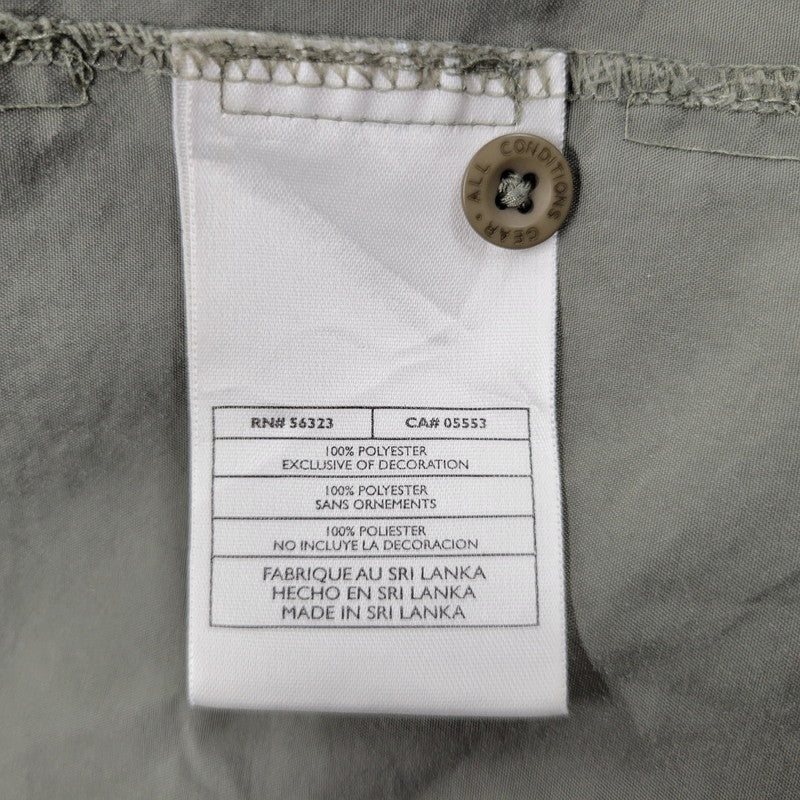 ALL CONDITIONS GEAR •
RN# 56323 CA# 05553
100% POLYESTER
EXCLUSIVE OF DECORATION
100% POLYESTER
SANS ORNEMENTS
100% POLIESTER
NO INCLUYE LA DECORACION
FABRIQUE AU SRI LANKA
HECHO EN SRI LANKA
MADE IN SRI LANKA